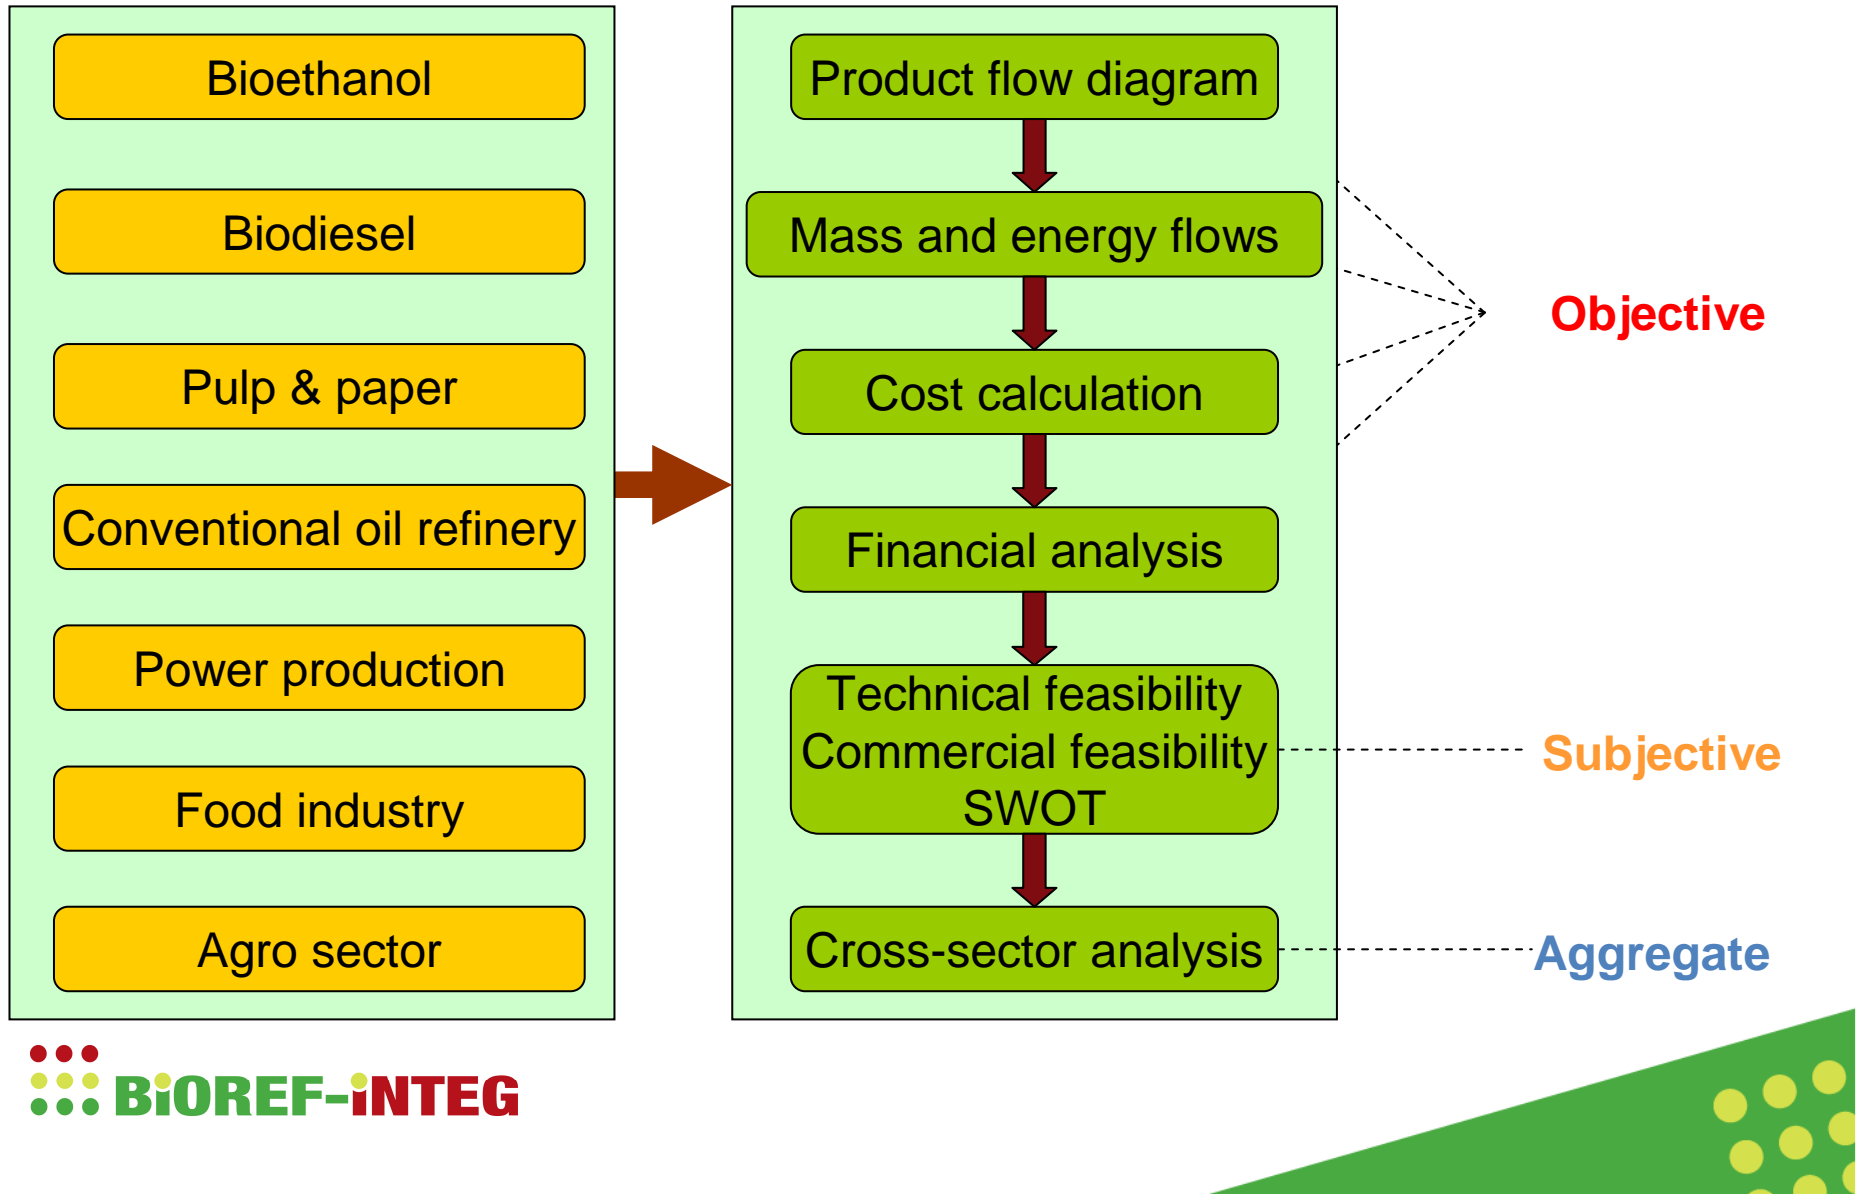 Bioethanol
Biodiesel
Pulp & paper
Conventional oil refinery
Power production
Food industry
Agro sector
Product flow diagram
Mass and energy flows
Cost calculation
Financial analysis
Technical feasibility
Commercial feasibility
SWOT
Cross-sector analysis
Objective
Subjective
Aggregate
BiOREF-iNTEG